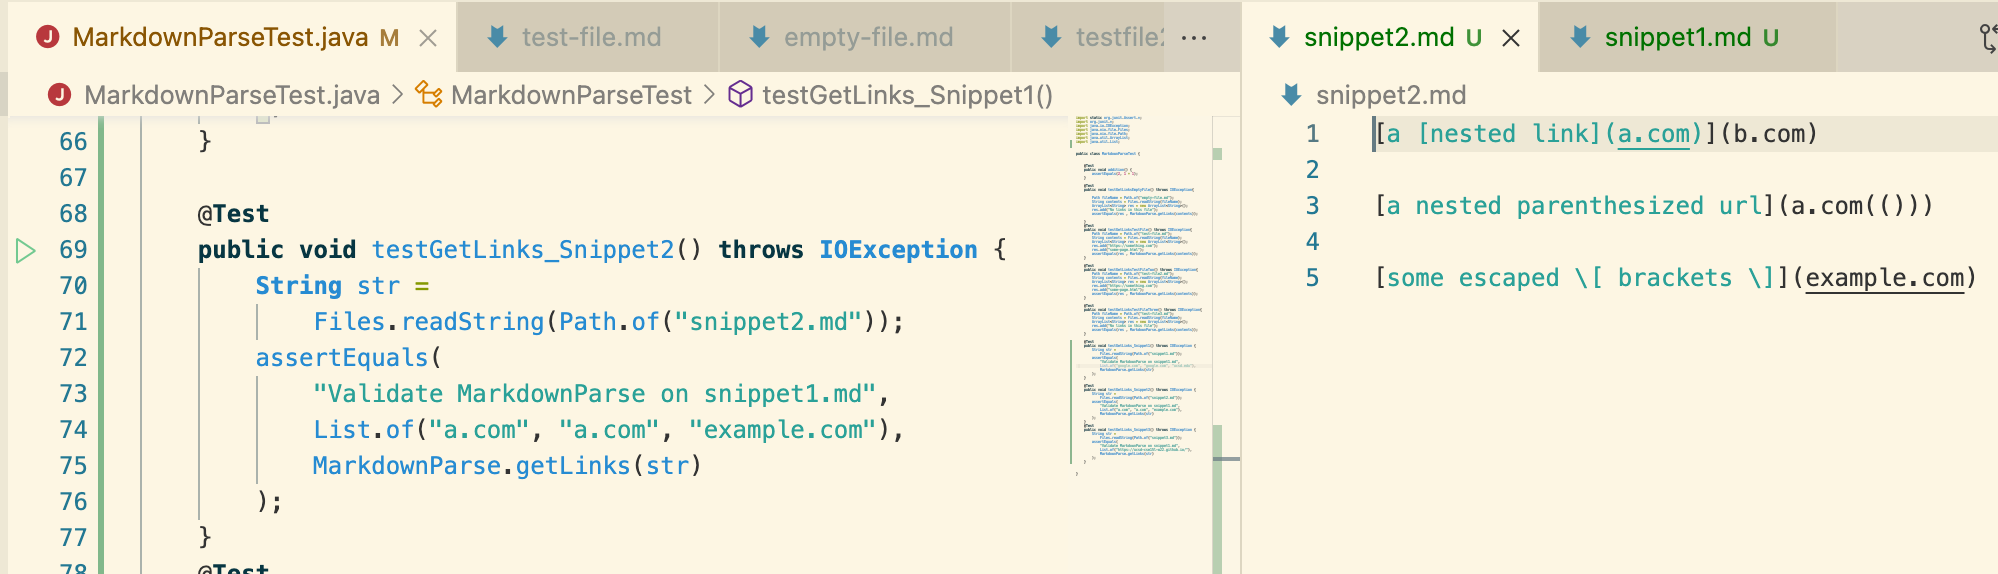 MarkdownParseTest.java M
test-file.md
empty-file.md
testfile2
...
snippet2.md U
snippet1.md U
MarkdownParseTest.java > MarkdownParseTest > testGetLinks_Snippet1()
66 }
67
68 @Test
69 public void testGetLinks_Snippet2() throws IOException {
70 String str =
71 Files.readString(Path.of("snippet2.md"));
72 assertEquals(
73 "Validate MarkdownParse on snippet1.md",
74 List.of("a.com", "a.com", "example.com"),
75 MarkdownParse.getLinks(str)
76 );
77 }
78 @Test
snippet2.md
1 [a [nested link](a.com)](b.com)
2
3 [a nested parenthesized url](a.com(()))
4
5 [some escaped \[ brackets \]](example.com)